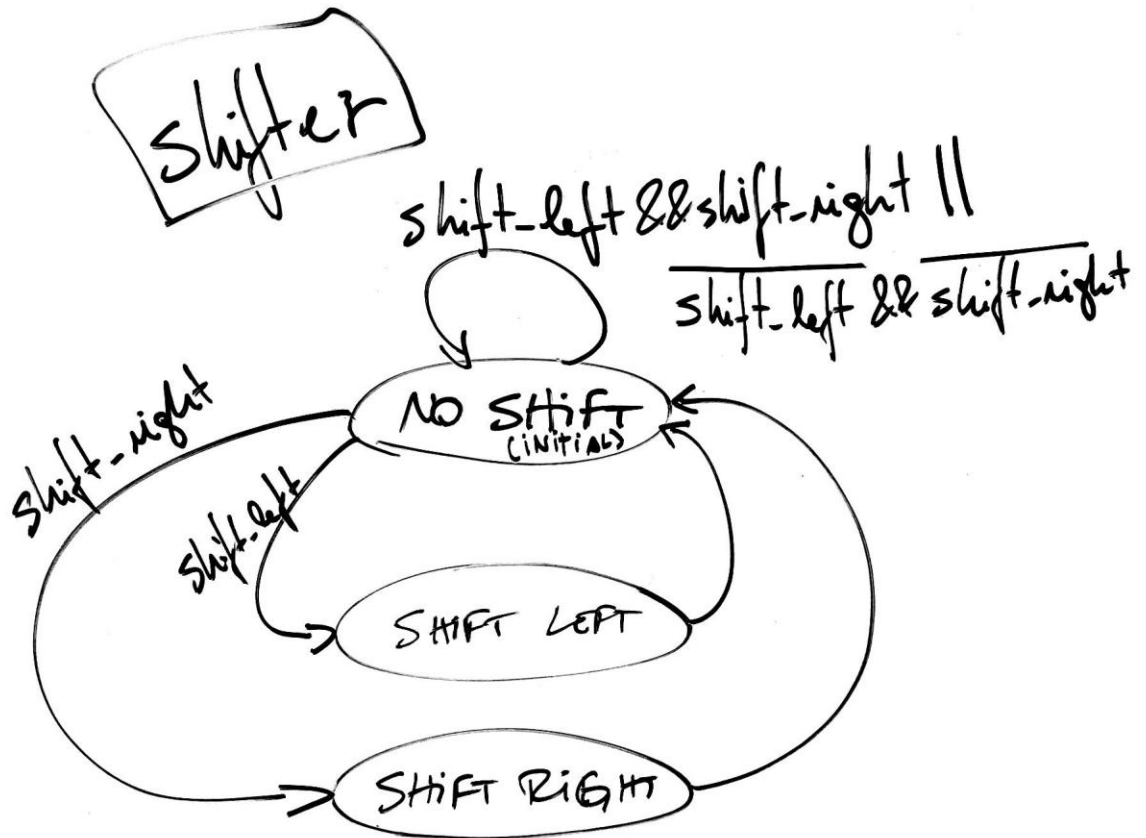 shifter
shift_left && shift_right ||
shift_left && shift_right
NO SHiFT
(iNiTiAL)
shift_right
shift_left
SHIFT LEFT
SHiFT RiGHT